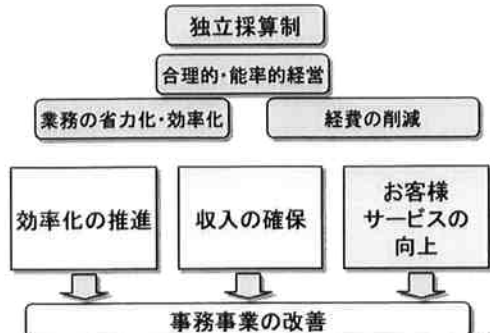 独立採算制
合理的・能率的経営
業務の省力化・効率化
経費の削減
効率化の推進
収入の確保
お客様
サービスの
向上
事務事業の改善